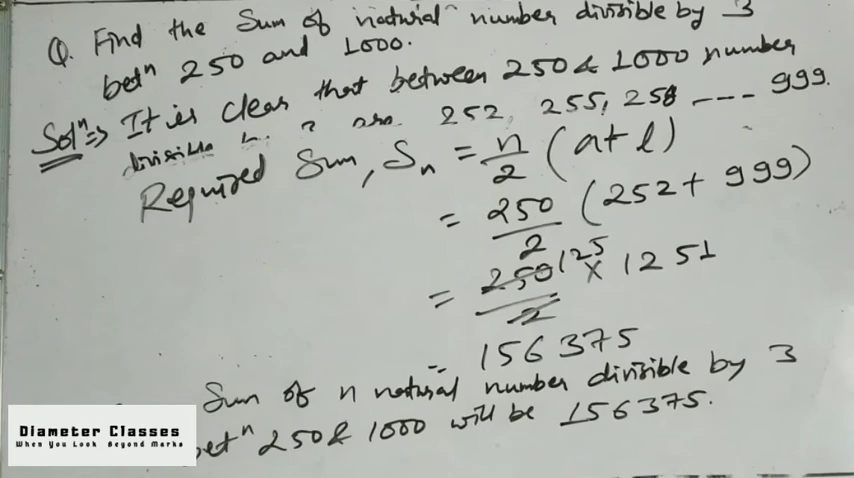 Q. Find the Sum of natural number divisible by 3
betⁿ 250 and 1000.
Solⁿ ⇒ It is clear that between 250 & 1000 number
divisible are 252, 255, 258 ---- 999.
Required Sum, Sₙ = n/2 (a+l)
= 250/2 (252 + 999)
= 250/2 125 × 1251
= 156375
Sum of n natural number divisible by 3
betⁿ 250 & 1000 will be 156375.
Diameter Classes
When You Look Beyond Marks